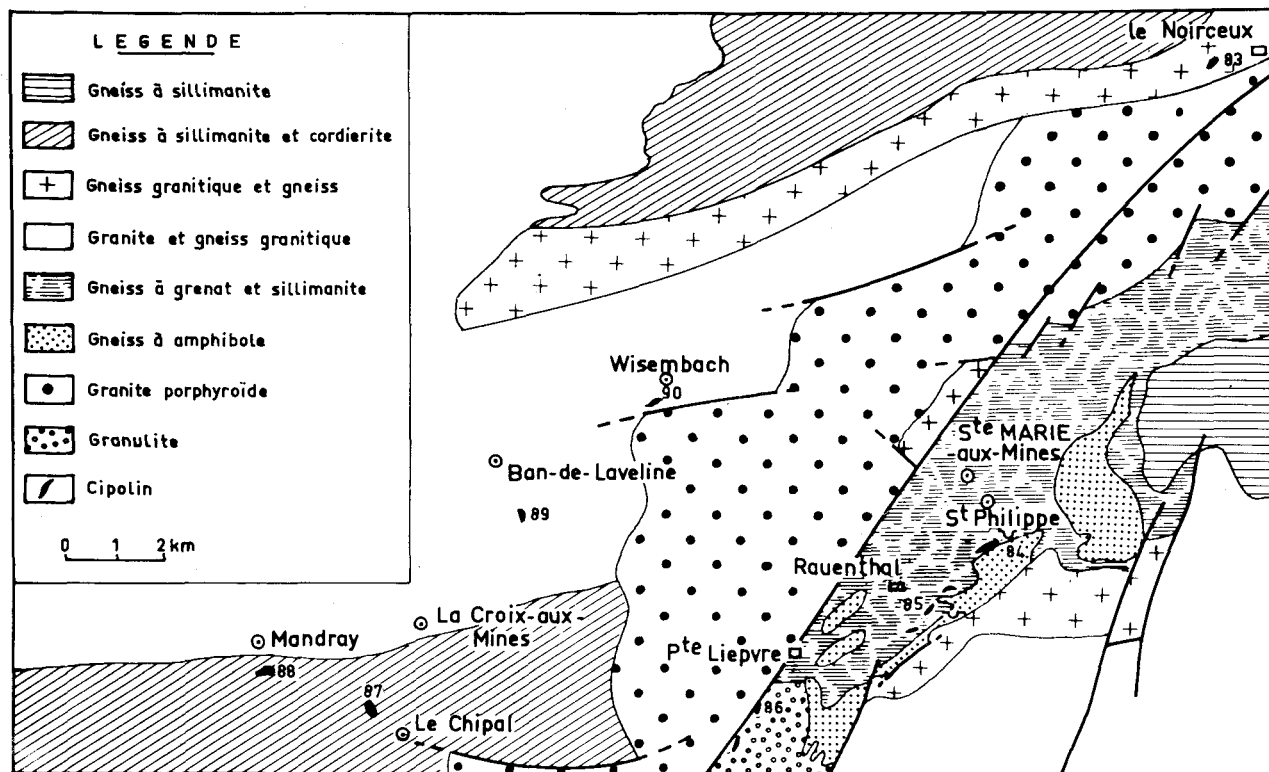 LEGENDE
Gneiss à sillimanite
Gneiss à sillimanite et cordierite
Gneiss granitique et gneiss
Granite et gneiss granitique
Gneiss à grenat et sillimanite
Gneiss à amphibole
Granite porphyroïde
Granulite
Cipolin
0 1 2 km
le Noirceux
83
Wisembach
90
Ban-de-Laveline
89
Ste MARIE
aux-Mines
St Philippe
84
Rauenthal
85
Pte Liepvre
86
La Croix-aux-
Mines
Mandray
88
87
Le Chipal